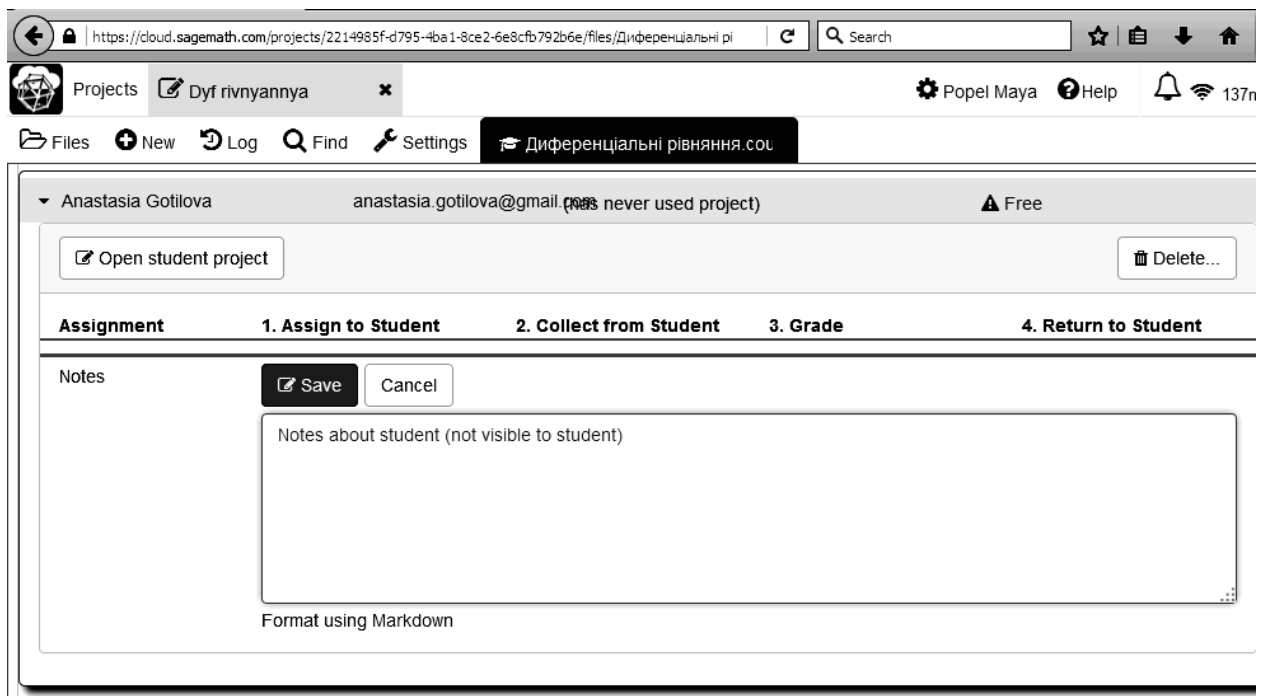 https://cloud.sagemath.com/projects/2214985f-d795-4ba1-8ce2-6e8cfb792b6e/files/Диференціальні рі Search
Projects Dyf rivnyannya Popel Maya Help 137n
Files New Log Find Settings Диференціальні рівняння.cou
Anastasia Gotilova anastasia.gotilova@gmail.com (has never used project) Free
Open student project Delete...
Assignment 1. Assign to Student 2. Collect from Student 3. Grade 4. Return to Student
Notes Save Cancel
Notes about student (not visible to student)
Format using Markdown